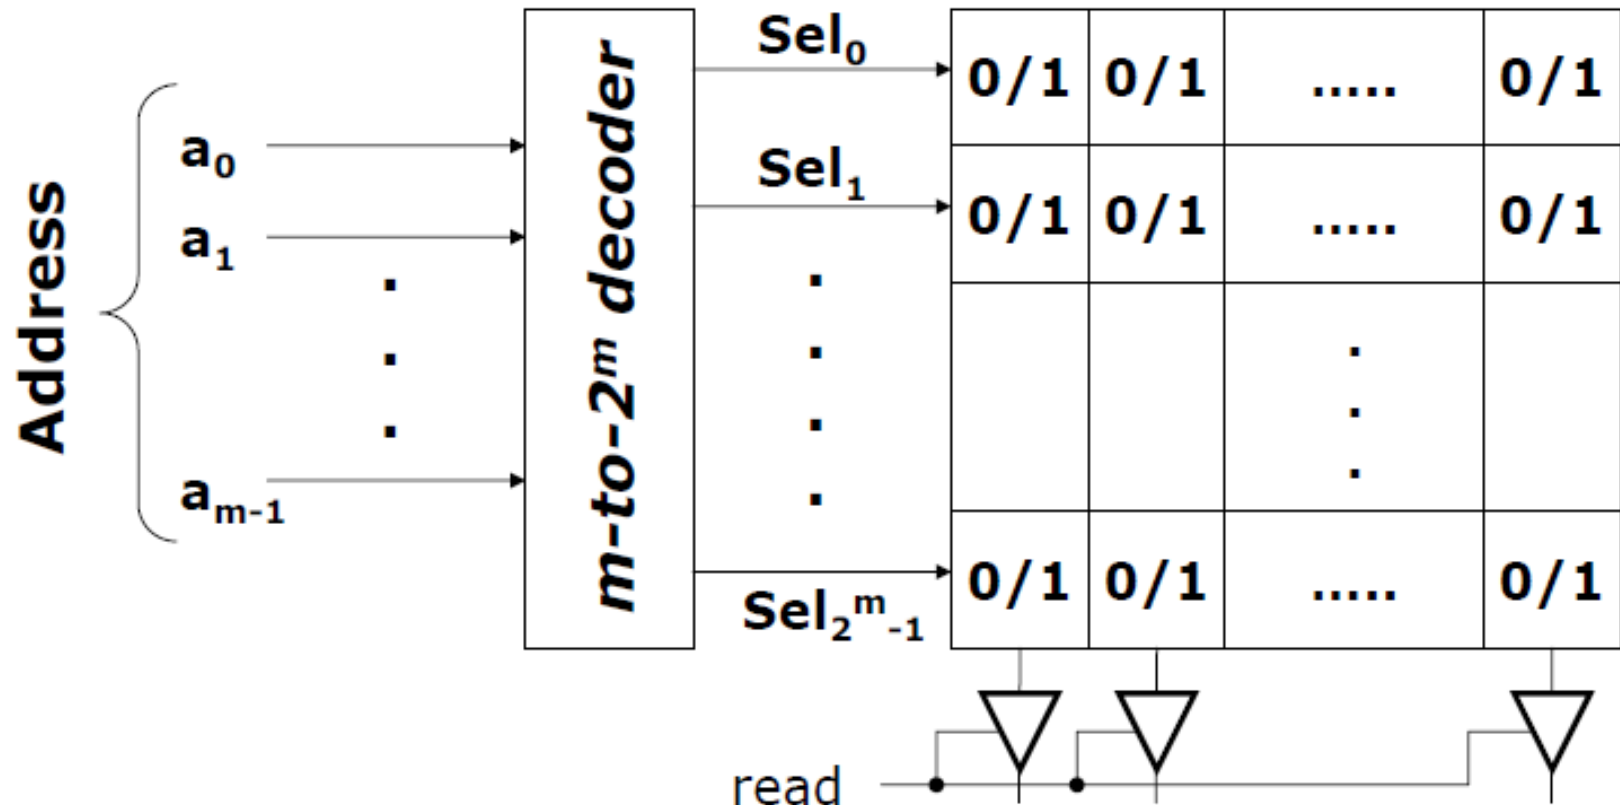 Address
a₀
a₁
.
.
.
aₘ₋₁
m-to-2ᵐ decoder
Sel₀
Sel₁
.
.
.
.
Sel₂ᵐ₋₁
0/1 0/1 ..... 0/1
0/1 0/1 ..... 0/1
.
.
.
0/1 0/1 ..... 0/1
read